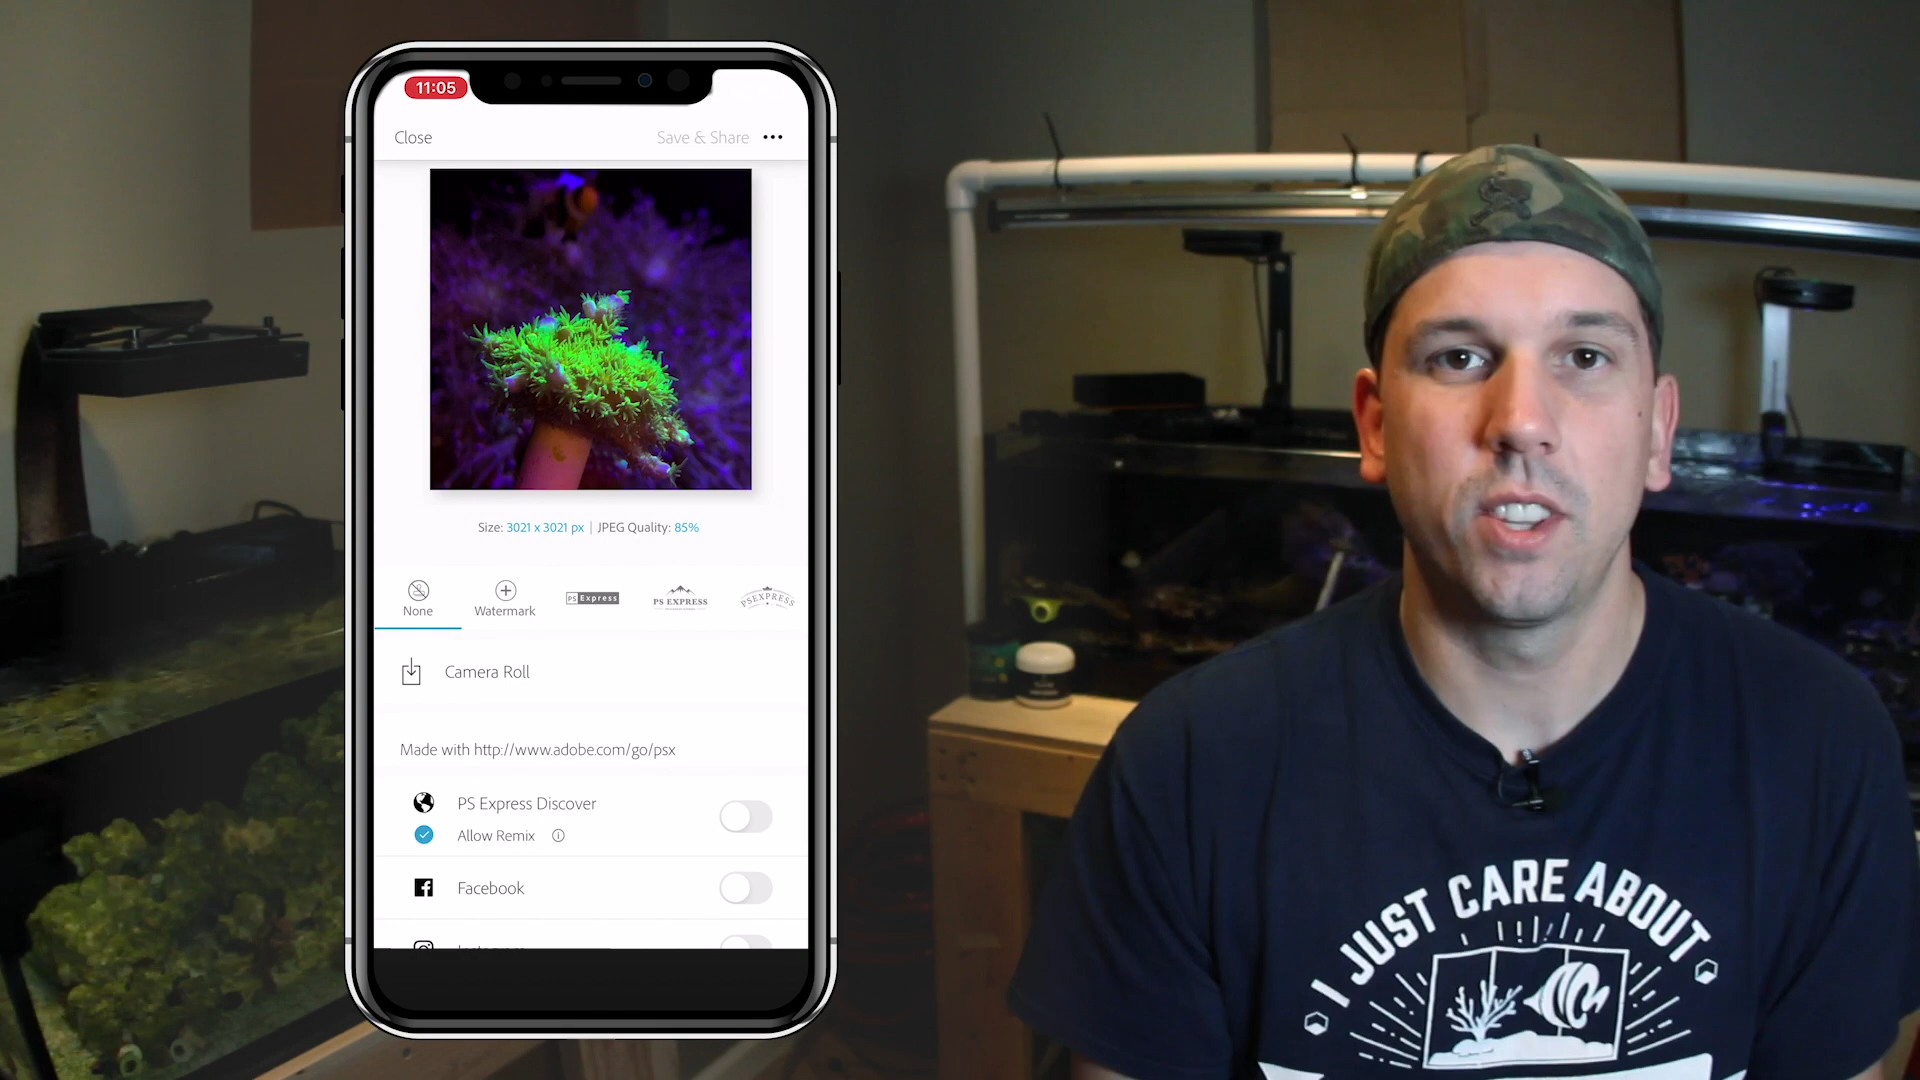 11:05
Close
Save & Share
Size: 3021 x 3021 px | JPEG Quality: 85%
None
Watermark
PS Express
PS EXPRESS
PSEXPRESS
Camera Roll
Made with http://www.adobe.com/go/psx
PS Express Discover
Allow Remix
Facebook
I JUST CARE ABOUT